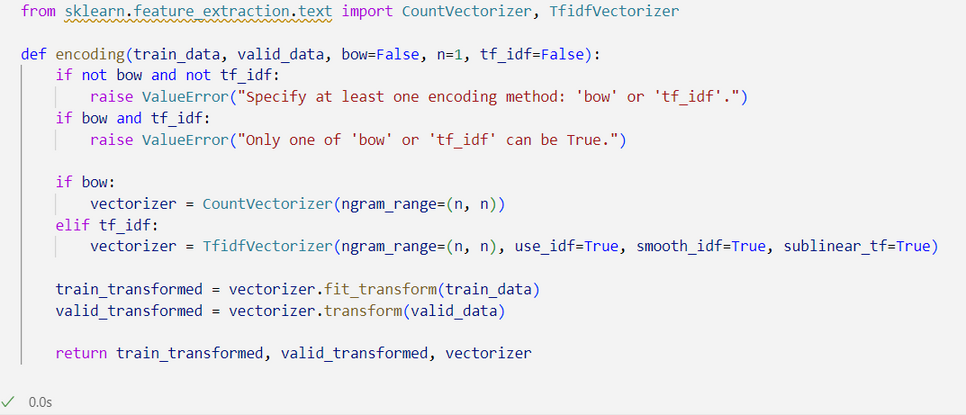 from sklearn.feature_extraction.text import CountVectorizer, TfidfVectorizer
def encoding(train_data, valid_data, bow=False, n=1, tf_idf=False):
    if not bow and not tf_idf:
        raise ValueError("Specify at least one encoding method: 'bow' or 'tf_idf'.")
    if bow and tf_idf:
        raise ValueError("Only one of 'bow' or 'tf_idf' can be True.")
    if bow:
        vectorizer = CountVectorizer(ngram_range=(n, n))
    elif tf_idf:
        vectorizer = TfidfVectorizer(ngram_range=(n, n), use_idf=True, smooth_idf=True, sublinear_tf=True)
    train_transformed = vectorizer.fit_transform(train_data)
    valid_transformed = vectorizer.transform(valid_data)
    return train_transformed, valid_transformed, vectorizer
0.0s